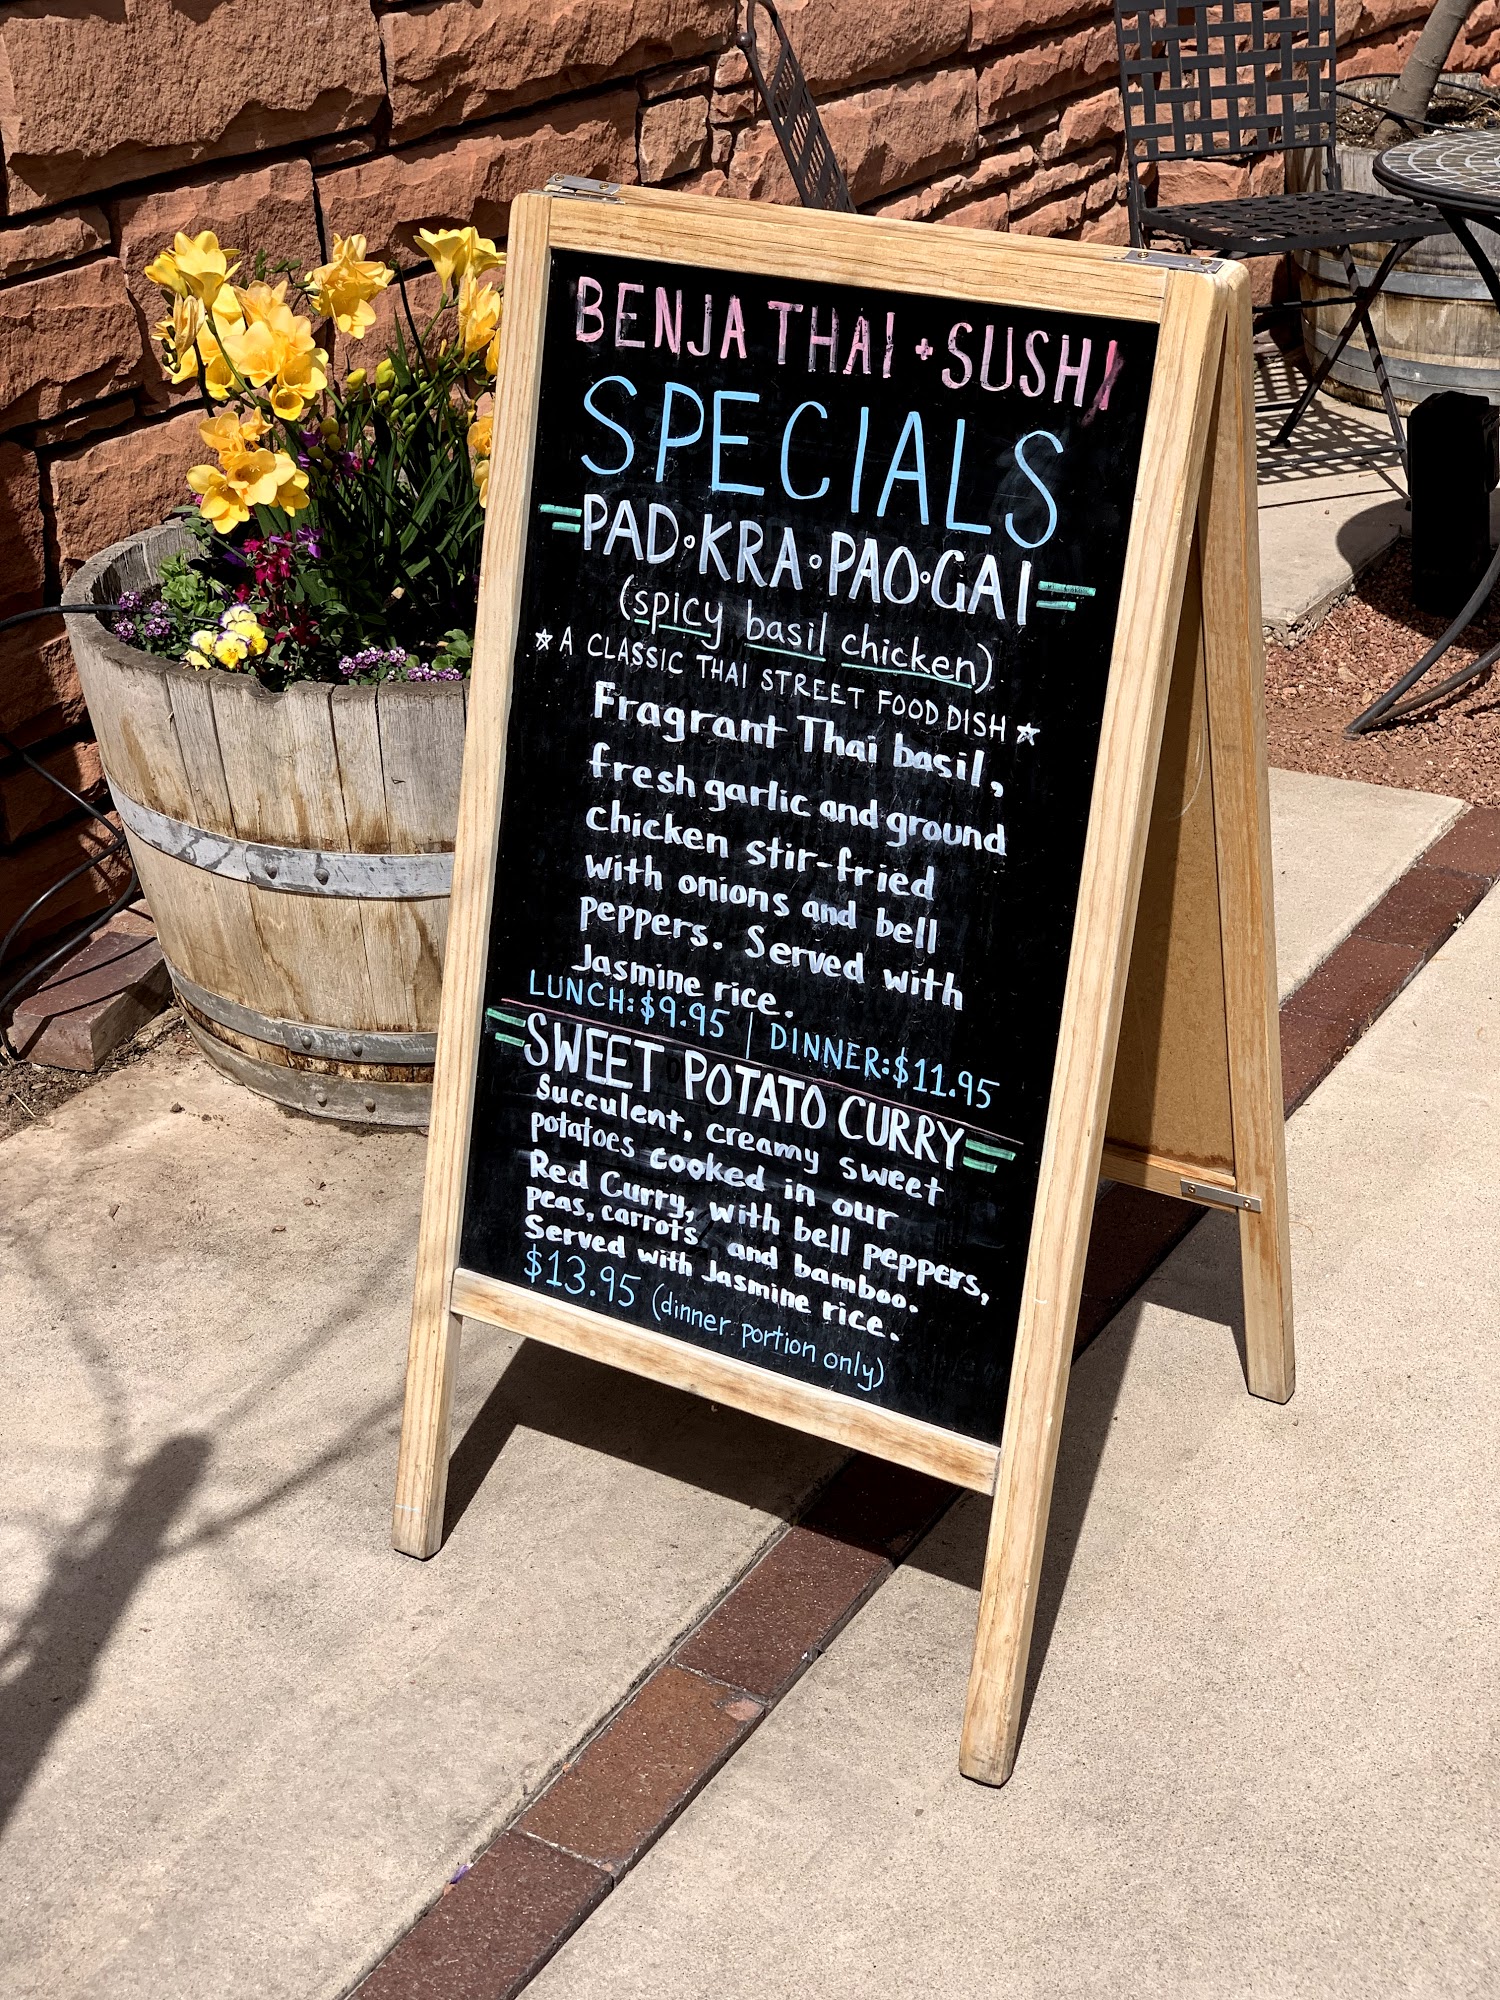 BENJA THAI + SUSHI
SPECIALS
PAD•KRA•PAO•GAI
(spicy basil chicken)
☆A CLASSIC THAI STREET FOOD DISH☆
Fragrant Thai basil,
fresh garlic and ground
chicken stir-fried
with onions and bell
peppers. Served with
Jasmine rice.
LUNCH:$9.95 | DINNER:$11.95
SWEET POTATO CURRY
Succulent, creamy sweet
potatoes cooked in our
Red Curry, with bell peppers,
peas, carrots, and bamboo.
Served with Jasmine rice.
$13.95 (dinner portion only)